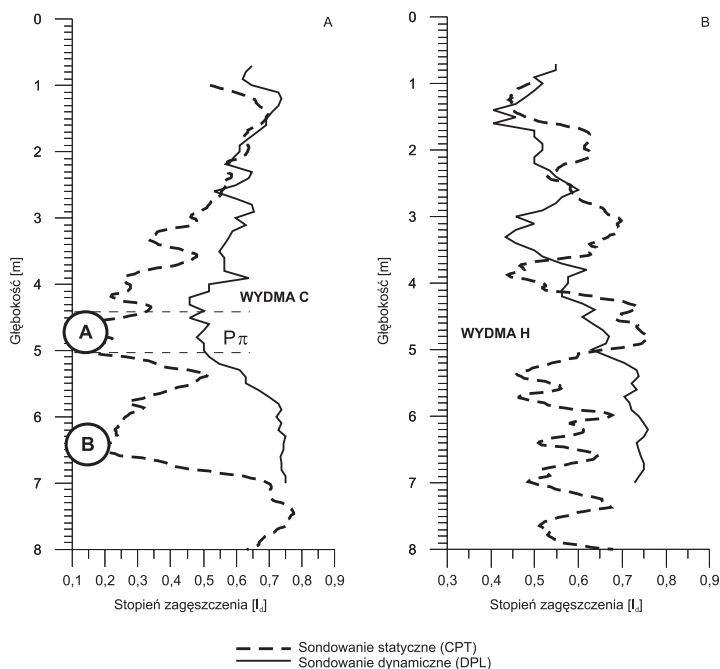 A
B
0
1
2
3
4
5
6
7
8
Głębokość [m]
WYDMA C
A
Pπ
B
0,1
0,2
0,3
0,4
0,5
0,6
0,7
0,8
0,9
Stopień zagęszczenia [Id]
0
1
2
3
4
5
6
7
8
Głębokość [m]
WYDMA H
0,3
0,4
0,5
0,6
0,7
0,8
0,9
Stopień zagęszczenia [Id]
Sondowanie statyczne (CPT)
Sondowanie dynamiczne (DPL)